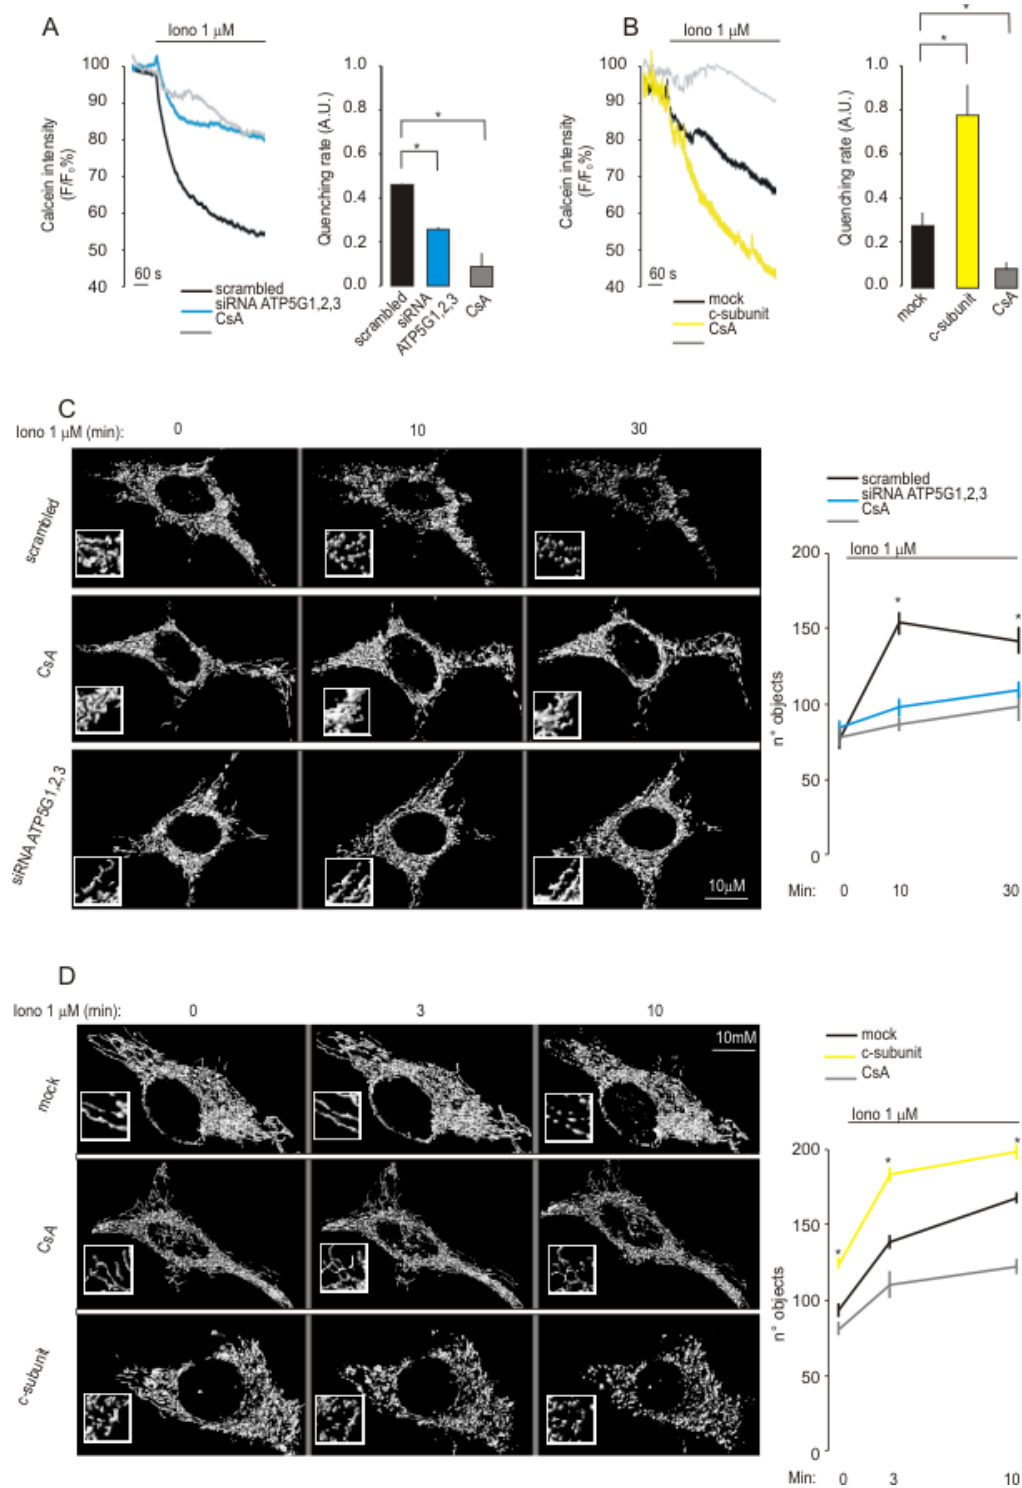 A
Iono 1 µM
100
90
80
70
60
50
40
Calcein intensity
(F/F₀%)
60 s
scrambled
siRNA ATP5G1,2,3
CsA
1.0
0.8
0.6
0.4
0.2
0.0
Quenching rate (A.U.)
*
*
scrambled
siRNA
ATP5G1,2,3
CsA
B
Iono 1 µM
100
90
80
70
60
50
40
Calcein intensity
(F/F₀%)
60 s
mock
c-subunit
CsA
1.0
0.8
0.6
0.4
0.2
0.0
Quenching rate (A.U.)
*
*
mock
c-subunit
CsA
C
Iono 1 µM (min): 0 10 30
scrambled
CsA
siRNA ATP5G1,2,3
10µM
scrambled
siRNA ATP5G1,2,3
CsA
Iono 1 µM
200
150
100
50
0
n° objects
*
*
Min: 0 10 30
D
Iono 1 µM (min): 0 3 10
mock
CsA
c-subunit
10mM
mock
c-subunit
CsA
Iono 1 µM
200
150
100
50
0
n° objects
*
*
*
Min: 0 3 10